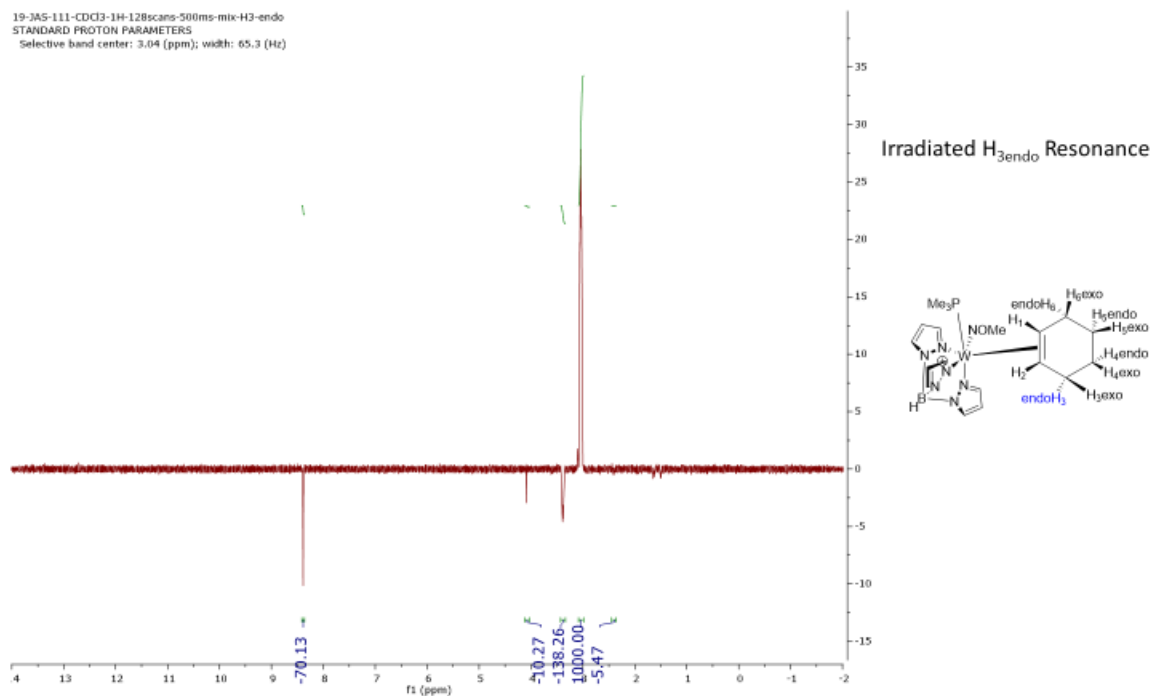 19-JAS-111-CDCl3-1H-128scans-500ms-mix-H3-endo
STANDARD PROTON PARAMETERS
Selective band center: 3.04 (ppm); width: 65.3 (Hz)
35
30
25
20
15
10
5
0
-5
-10
-15
-70.13
-10.27
-138.26
1000.00
-5.47
14 13 12 11 10 9 8 7 6 5 4 3 2 1 0 -1 -2
f1 (ppm)
Irradiated H3endo Resonance
H6exo
endoH6
Me3P
H5endo
H1
H5exo
NOMe
N N W
H4endo
N N
H2
H4exo
N
H3exo
endoH3
HB N N